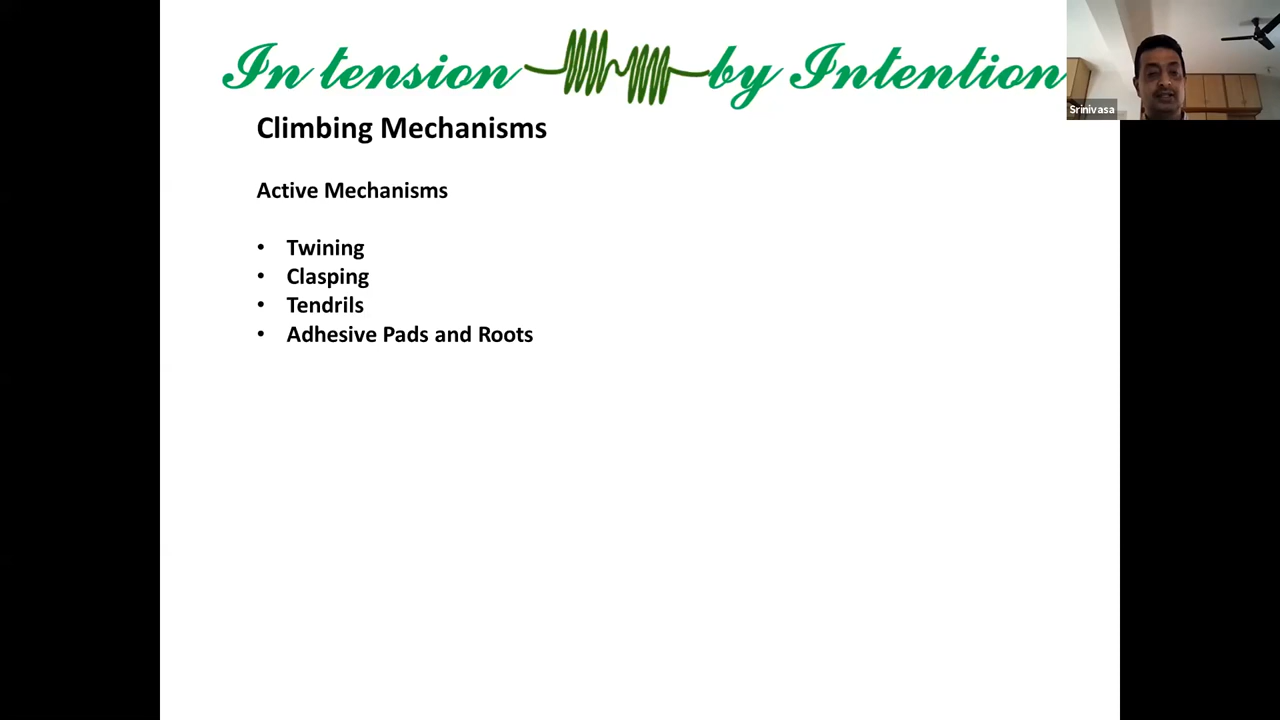 In tension by Intention
Srinivasa
Climbing Mechanisms
Active Mechanisms
• Twining
• Clasping
• Tendrils
• Adhesive Pads and Roots